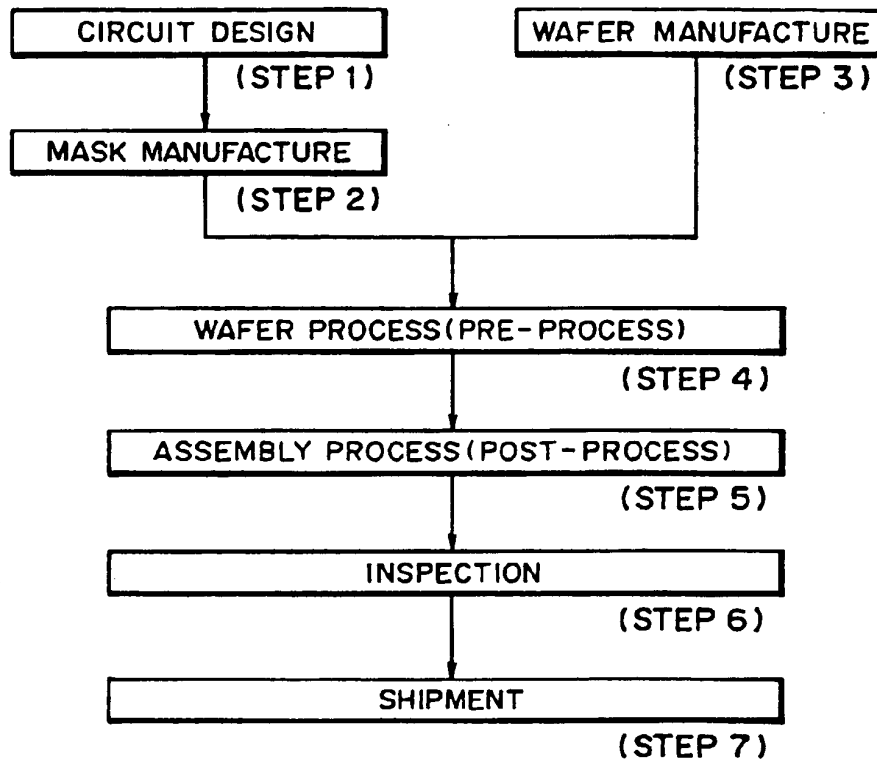 CIRCUIT DESIGN
(STEP 1)
WAFER MANUFACTURE
(STEP 3)
MASK MANUFACTURE
(STEP 2)
WAFER PROCESS(PRE-PROCESS)
(STEP 4)
ASSEMBLY PROCESS(POST-PROCESS)
(STEP 5)
INSPECTION
(STEP 6)
SHIPMENT
(STEP 7)